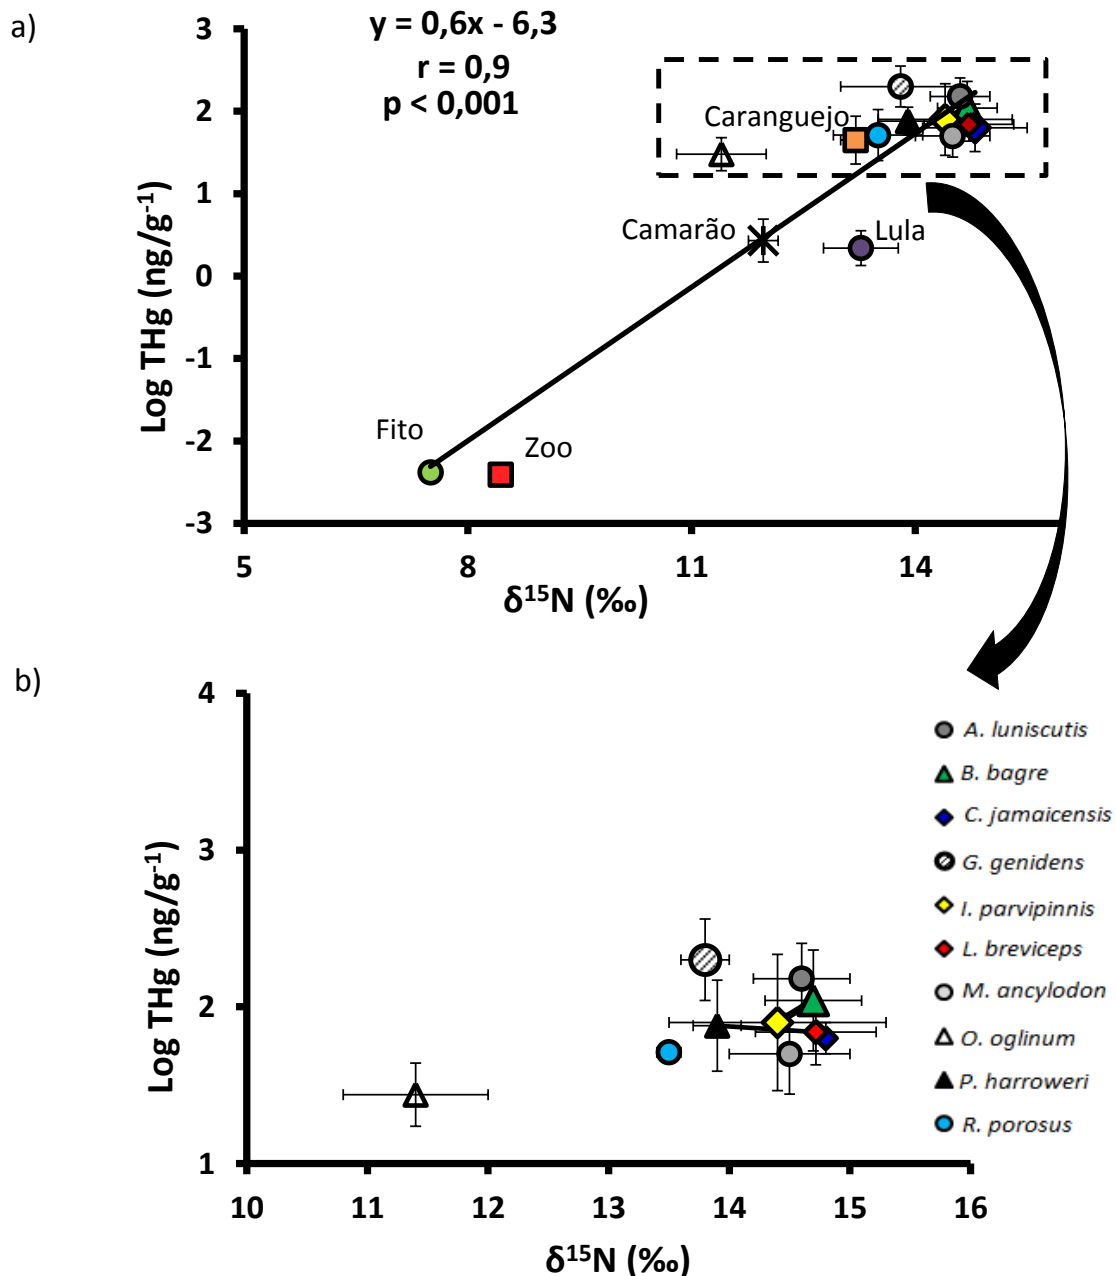 a)
y = 0,6x - 6,3
r = 0,9
p < 0,001
3
2
1
0
-1
-2
-3
Log THg (ng/g⁻¹)
Caranguejo
Camarão
Lula
Fito
Zoo
5 8 11 14
δ¹⁵N (‰)
b)
4
3
2
1
Log THg (ng/g⁻¹)
10 11 12 13 14 15 16
δ¹⁵N (‰)
A. luniscutis
B. bagre
C. jamaicensis
G. genidens
I. parvipinnis
L. breviceps
M. ancylodon
O. oglinum
P. harroweri
R. porosus